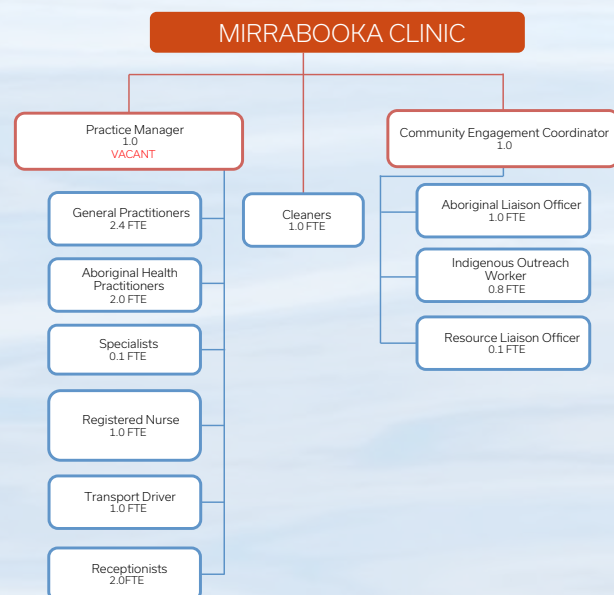 MIRRABOOKA CLINIC
Practice Manager
1.0
VACANT
Community Engagement Coordinator
1.0
General Practitioners
2.4 FTE
Cleaners
1.0 FTE
Aboriginal Liaison Officer
1.0 FTE
Aboriginal Health
Practitioners
2.0 FTE
Indigenous Outreach
Worker
0.8 FTE
Specialists
0.1 FTE
Resource Liaison Officer
0.1 FTE
Registered Nurse
1.0 FTE
Transport Driver
1.0 FTE
Receptionists
2.0FTE